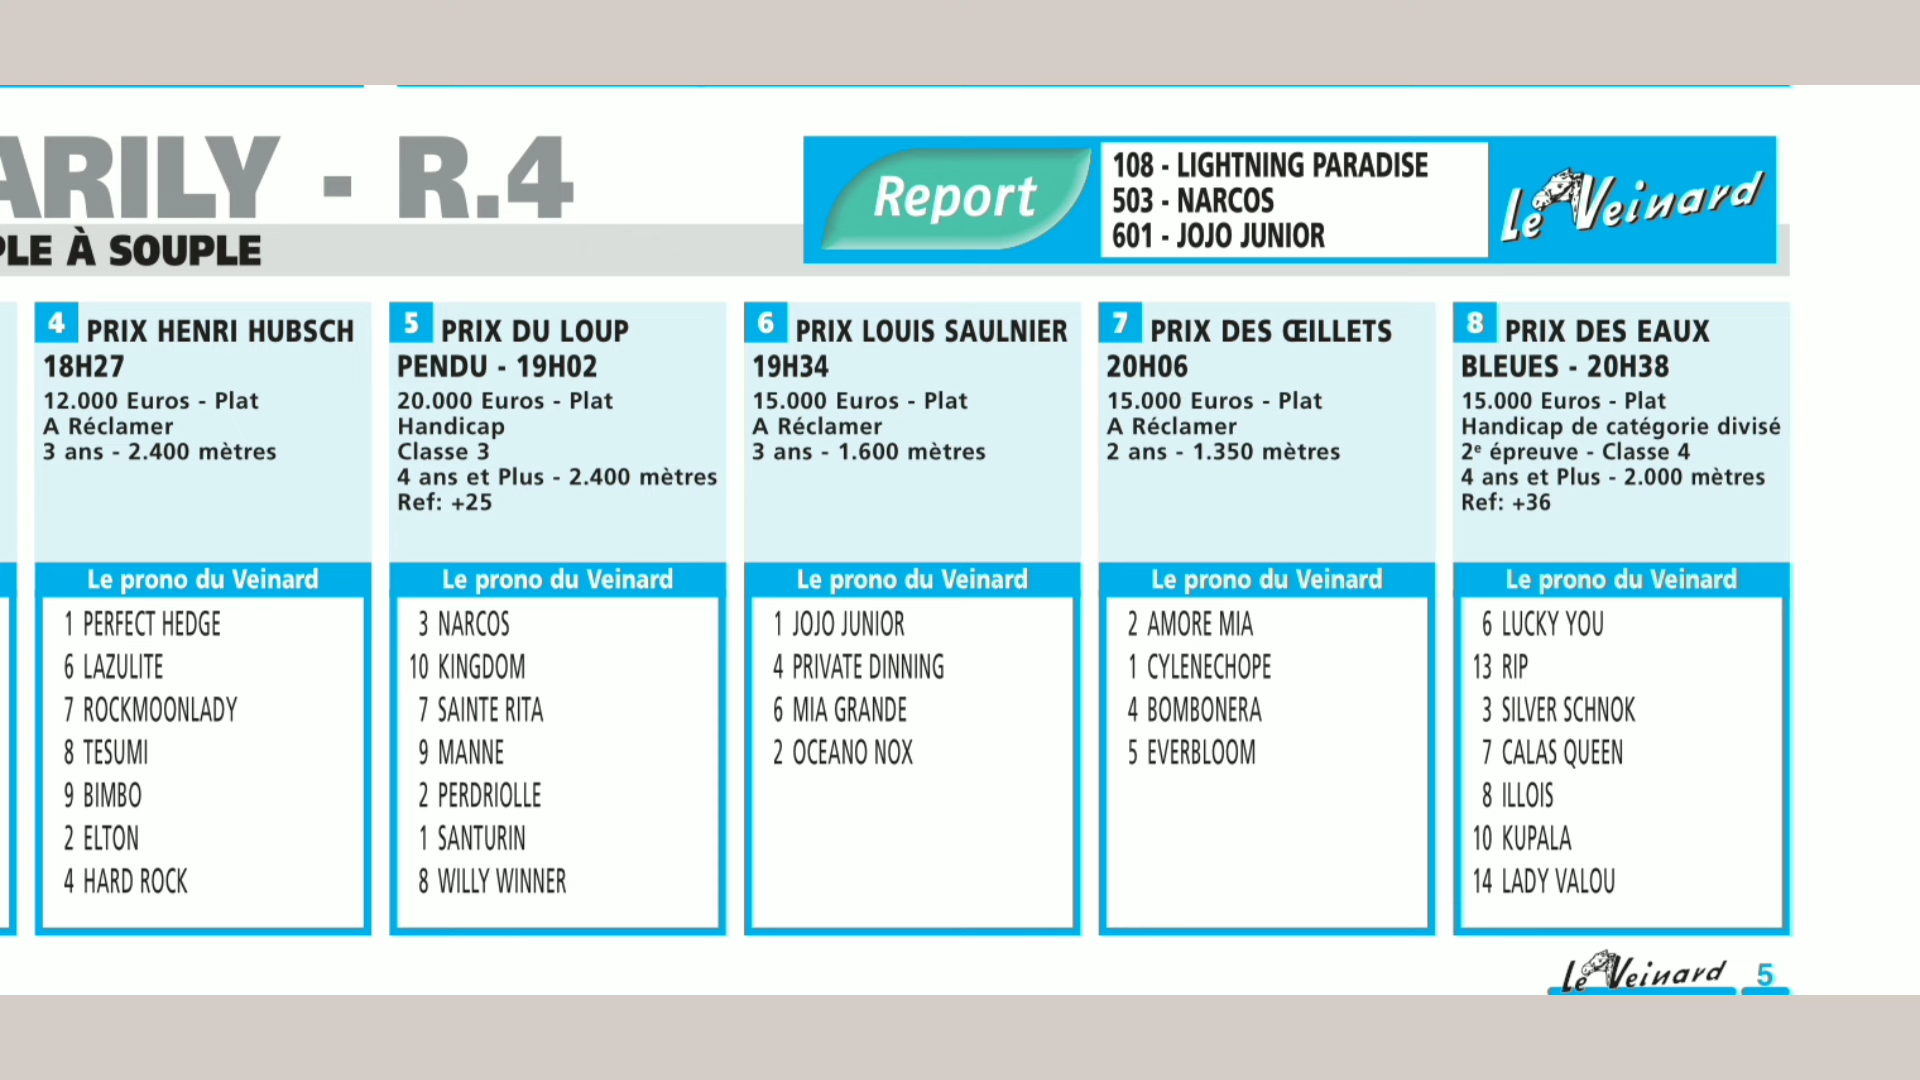 ARILY - R.4
PLE À SOUPLE
Report
108 - LIGHTNING PARADISE
503 - NARCOS
601 - JOJO JUNIOR
Le Veinard
4 PRIX HENRI HUBSCH
18H27
12.000 Euros - Plat
A Réclamer
3 ans - 2.400 mètres
Le prono du Veinard
1 PERFECT HEDGE
6 LAZULITE
7 ROCKMOONLADY
8 TESUMI
9 BIMBO
2 ELTON
4 HARD ROCK
5 PRIX DU LOUP
PENDU - 19H02
20.000 Euros - Plat
Handicap
Classe 3
4 ans et Plus - 2.400 mètres
Ref: +25
Le prono du Veinard
3 NARCOS
10 KINGDOM
7 SAINTE RITA
9 MANNE
2 PERDRIOLLE
1 SANTURIN
8 WILLY WINNER
6 PRIX LOUIS SAULNIER
19H34
15.000 Euros - Plat
A Réclamer
3 ans - 1.600 mètres
Le prono du Veinard
1 JOJO JUNIOR
4 PRIVATE DINNING
6 MIA GRANDE
2 OCEANO NOX
7 PRIX DES ŒILLETS
20H06
15.000 Euros - Plat
A Réclamer
2 ans - 1.350 mètres
Le prono du Veinard
2 AMORE MIA
1 CYLENECHOPE
4 BOMBONERA
5 EVERBLOOM
8 PRIX DES EAUX
BLEUES - 20H38
15.000 Euros - Plat
Handicap de catégorie divisé
2e épreuve - Classe 4
4 ans et Plus - 2.000 mètres
Ref: +36
Le prono du Veinard
6 LUCKY YOU
13 RIP
3 SILVER SCHNOK
7 CALAS QUEEN
8 ILLOIS
10 KUPALA
14 LADY VALOU
Le Veinard 5